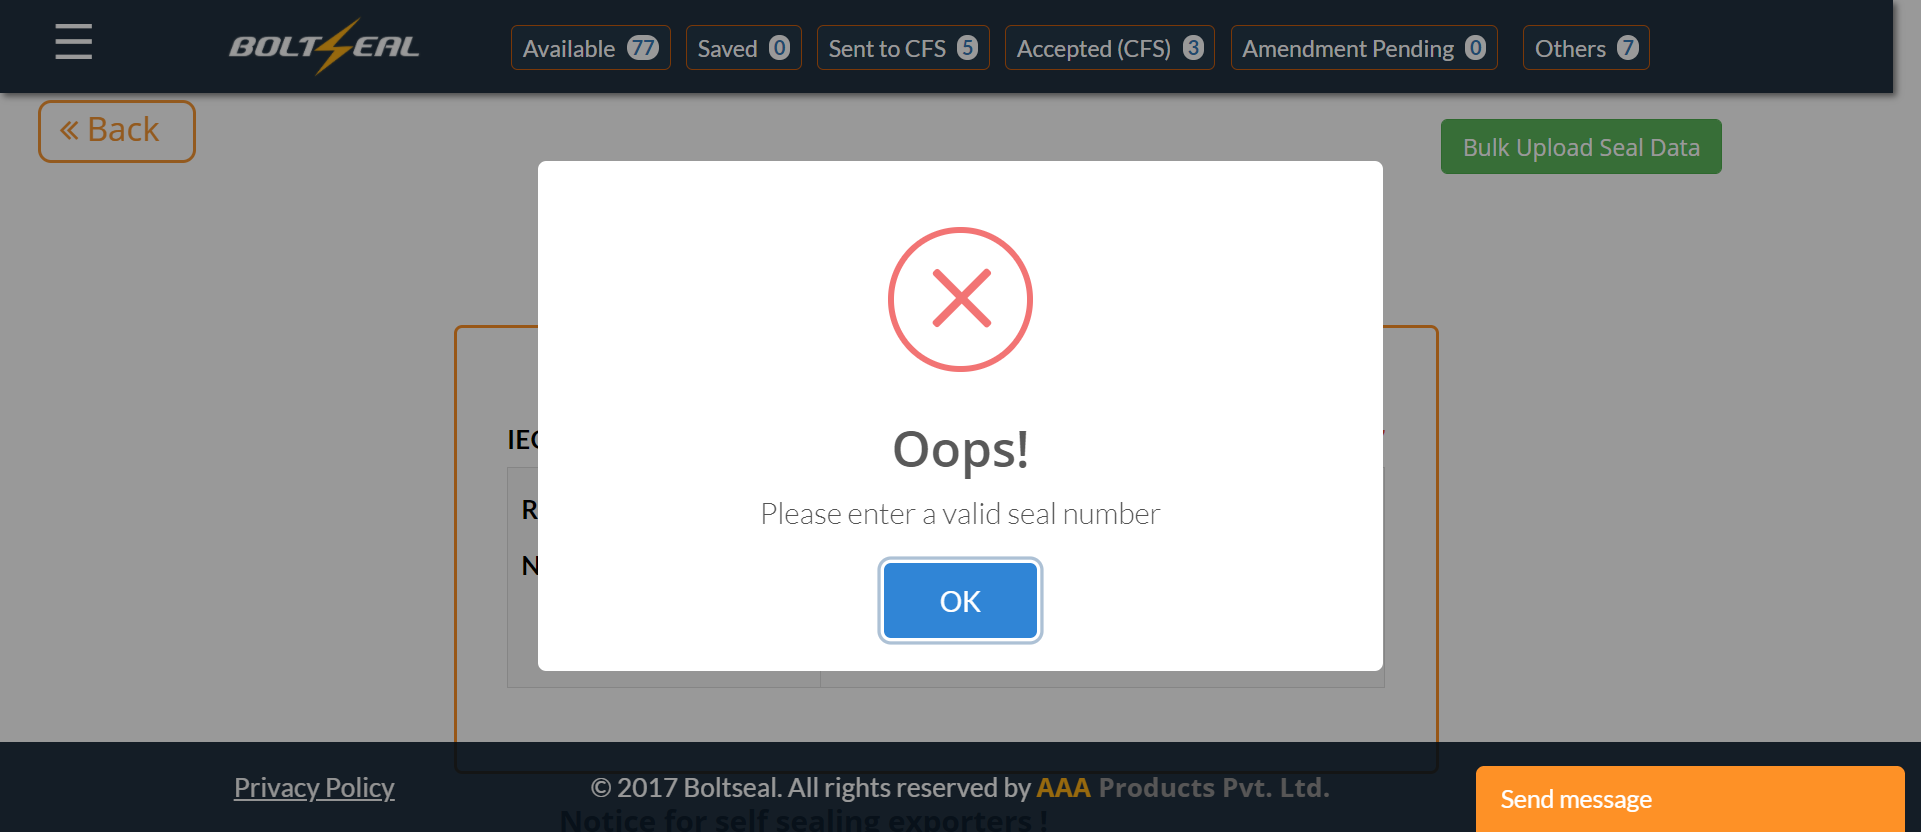 BOLTSEAL
Available 77 Saved 0 Sent to CFS 5 Accepted (CFS) 3 Amendment Pending 0 Others 7
« Back
Bulk Upload Seal Data
Oops!
Please enter a valid seal number
OK
Privacy Policy
© 2017 Boltseal. All rights reserved by AAA Products Pvt. Ltd.
Notice for self sealing exporters !
Send message